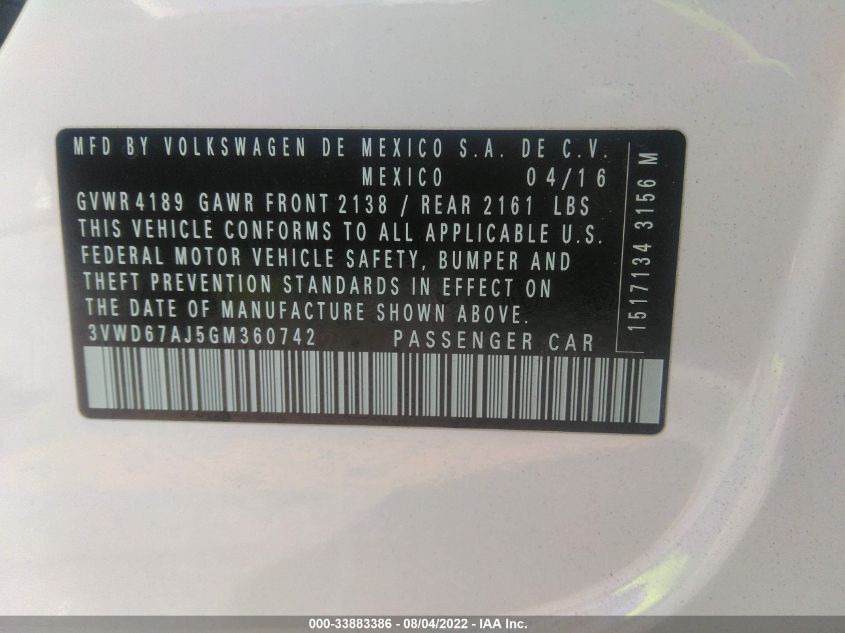 MFD BY VOLKSWAGEN DE MEXICO S.A. DE C.V.
MEXICO 04/16
GVWR 4189 GAWR FRONT 2138 / REAR 2161 LBS
THIS VEHICLE CONFORMS TO ALL APPLICABLE U.S.
FEDERAL MOTOR VEHICLE SAFETY, BUMPER AND
THEFT PREVENTION STANDARDS IN EFFECT ON
THE DATE OF MANUFACTURE SHOWN ABOVE.
3VWD67AJ5GM360742 PASSENGER CAR
1517134 3156 M
000-33883386 - 08/04/2022 - IAA Inc.